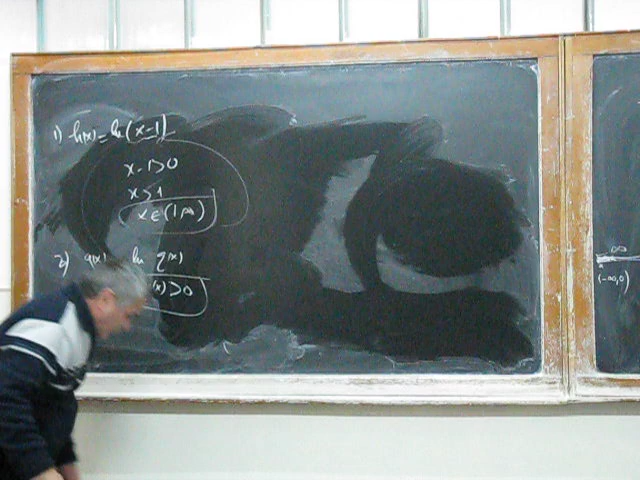 1) h(x) = ln(x-1)
x-1>0
x>1
x∈(1,∞)
2) g(x) ln g(x)
(x)>0
∞
(-∞,0)